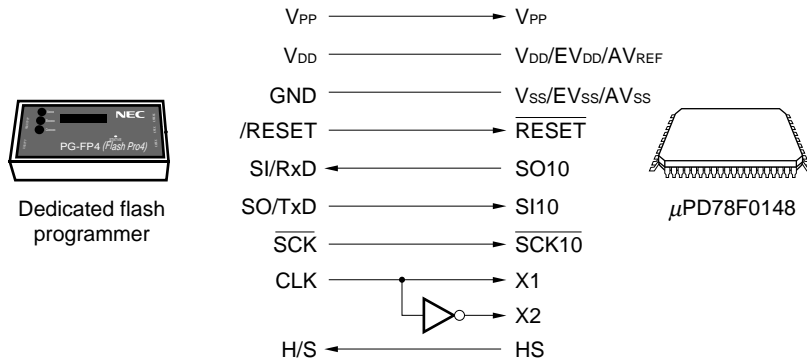 VPP VPP
VDD VDD/EVDD/AVREF
GND VSS/EVSS/AVSS
/RESET RESET
SI/RxD SO10
SO/TxD SI10
SCK SCK10
CLK X1
X2
H/S HS
NEC
PG-FP4 (Flash Pro4)
Dedicated flash
programmer
μPD78F0148